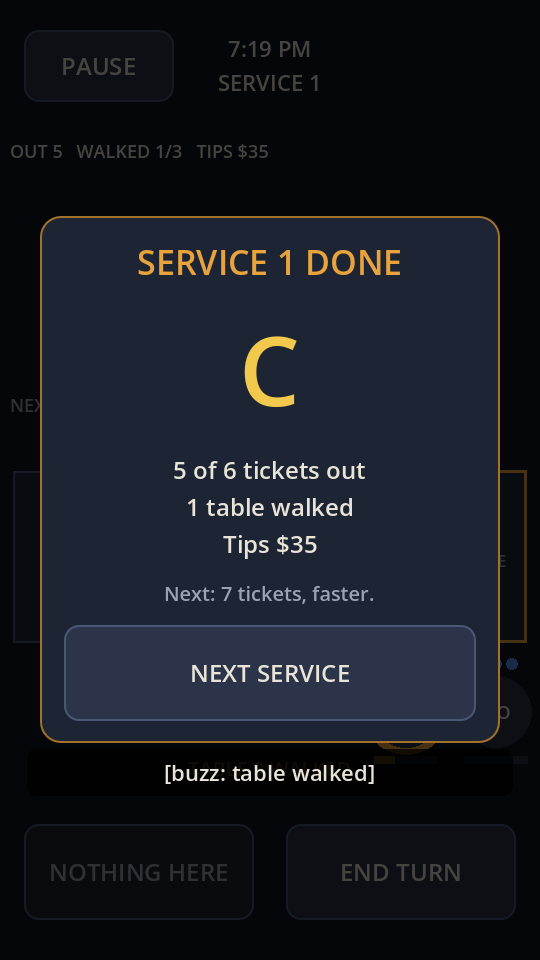 PAUSE
7:19 PM
SERVICE 1
OUT 5 WALKED 1/3 TIPS $35
SERVICE 1 DONE
C
5 of 6 tickets out
1 table walked
Tips $35
Next: 7 tickets, faster.
NEXT SERVICE
[buzz: table walked]
NOTHING HERE
END TURN